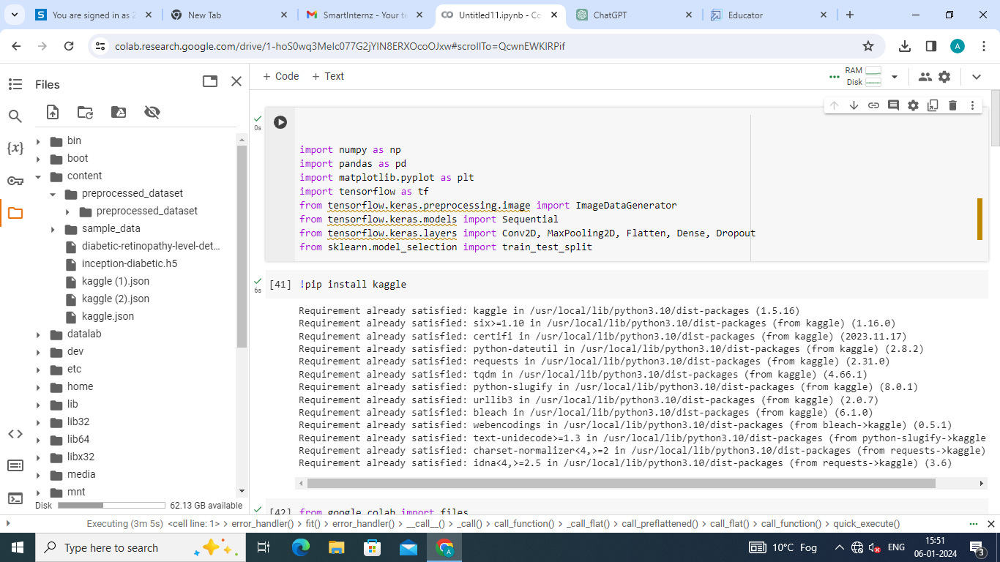 You are signed in as 2
New Tab
SmartInternz - Your te
Untitled11.ipynb - Co
ChatGPT
Educator
colab.research.google.com/drive/1-hoS0wq3MeIc077G2jYIN8ERXOcoOJxw#scrollTo=QcwnEWKlRPif
A
Files
+ Code + Text
RAM
Disk
{x}
bin
boot
content
preprocessed_dataset
preprocessed_dataset
sample_data
diabetic-retinopathy-level-det...
inception-diabetic.h5
kaggle (1).json
kaggle (2).json
kaggle.json
datalab
dev
etc
home
lib
lib32
lib64
libx32
media
mnt
Disk 62.13 GB available
0s
import numpy as np
import pandas as pd
import matplotlib.pyplot as plt
import tensorflow as tf
from tensorflow.keras.preprocessing.image import ImageDataGenerator
from tensorflow.keras.models import Sequential
from tensorflow.keras.layers import Conv2D, MaxPooling2D, Flatten, Dense, Dropout
from sklearn.model_selection import train_test_split
6s
[41] !pip install kaggle
Requirement already satisfied: kaggle in /usr/local/lib/python3.10/dist-packages (1.5.16)
Requirement already satisfied: six>=1.10 in /usr/local/lib/python3.10/dist-packages (from kaggle) (1.16.0)
Requirement already satisfied: certifi in /usr/local/lib/python3.10/dist-packages (from kaggle) (2023.11.17)
Requirement already satisfied: python-dateutil in /usr/local/lib/python3.10/dist-packages (from kaggle) (2.8.2)
Requirement already satisfied: requests in /usr/local/lib/python3.10/dist-packages (from kaggle) (2.31.0)
Requirement already satisfied: tqdm in /usr/local/lib/python3.10/dist-packages (from kaggle) (4.66.1)
Requirement already satisfied: python-slugify in /usr/local/lib/python3.10/dist-packages (from kaggle) (8.0.1)
Requirement already satisfied: urllib3 in /usr/local/lib/python3.10/dist-packages (from kaggle) (2.0.7)
Requirement already satisfied: bleach in /usr/local/lib/python3.10/dist-packages (from kaggle) (6.1.0)
Requirement already satisfied: webencodings in /usr/local/lib/python3.10/dist-packages (from bleach->kaggle) (0.5.1)
Requirement already satisfied: text-unidecode>=1.3 in /usr/local/lib/python3.10/dist-packages (from python-slugify->kaggle
Requirement already satisfied: charset-normalizer<4,>=2 in /usr/local/lib/python3.10/dist-packages (from requests->kaggle)
Requirement already satisfied: idna<4,>=2.5 in /usr/local/lib/python3.10/dist-packages (from requests->kaggle) (3.6)
[42] from google.colab import files
Executing (3m 5s) <cell line: 1> > error_handler() > fit() > error_handler() > __call__() > _call() > call_function() > _call_flat() > call_preflattened() > call_flat() > call_function() > quick_execute()
Type here to search
10°C Fog
ENG
15:51
06-01-2024
3